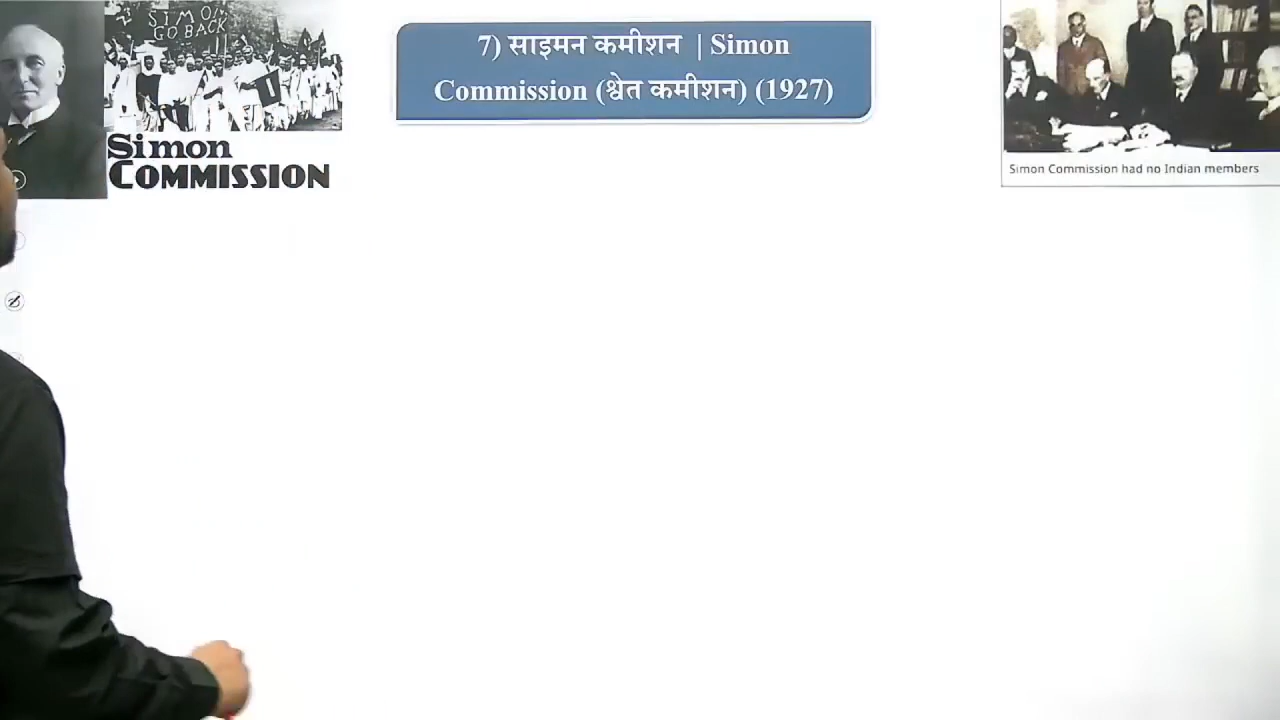 SIMON
GO BACK
Simon
COMMISSION
7) साइमन कमीशन | Simon
Commission (श्वेत कमीशन) (1927)
Simon Commission had no Indian members